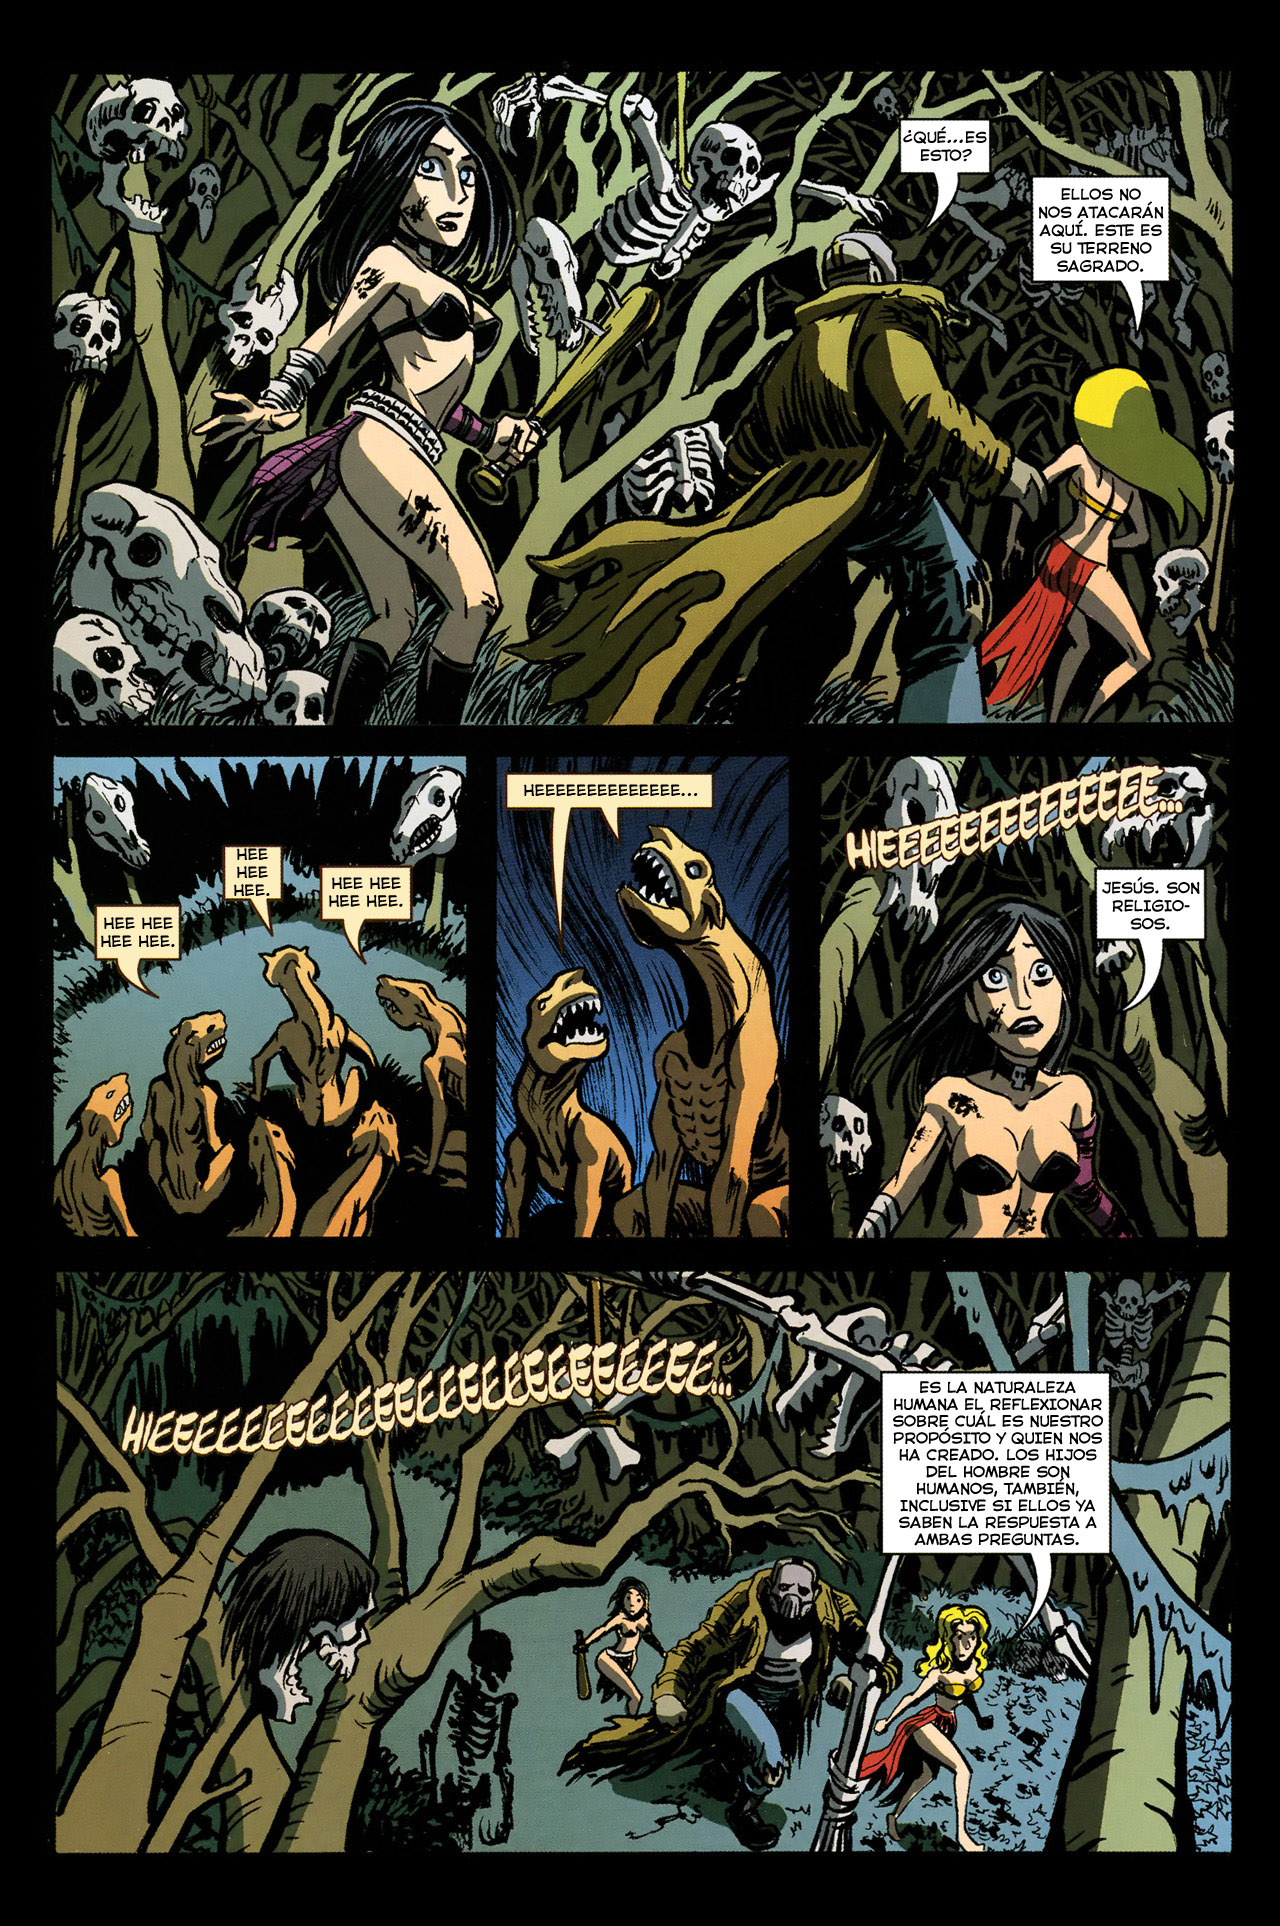 ¿QUÉ...ES
ESTO?
ELLOS NO
NOS ATACARÁN
AQUÍ. ESTE ES
SU TERRENO
SAGRADO.
HEE HEE
HEE HEE.
HEE
HEE
HEE.
HEE HEE
HEE HEE.
HEEEEEEEEEEEEEE...
HIEEEEEEEEEEEEEE...
JESÚS. SON
RELIGIO-
SOS.
HIEEEEEEEEEEEEEEEEEEEEEEE...
ES LA NATURALEZA
HUMANA EL REFLEXIONAR
SOBRE CUÁL ES NUESTRO
PROPÓSITO Y QUIEN NOS
HA CREADO. LOS HIJOS
DEL HOMBRE SON
HUMANOS, TAMBIÉN,
INCLUSIVE SI ELLOS YA
SABEN LA RESPUESTA A
AMBAS PREGUNTAS.